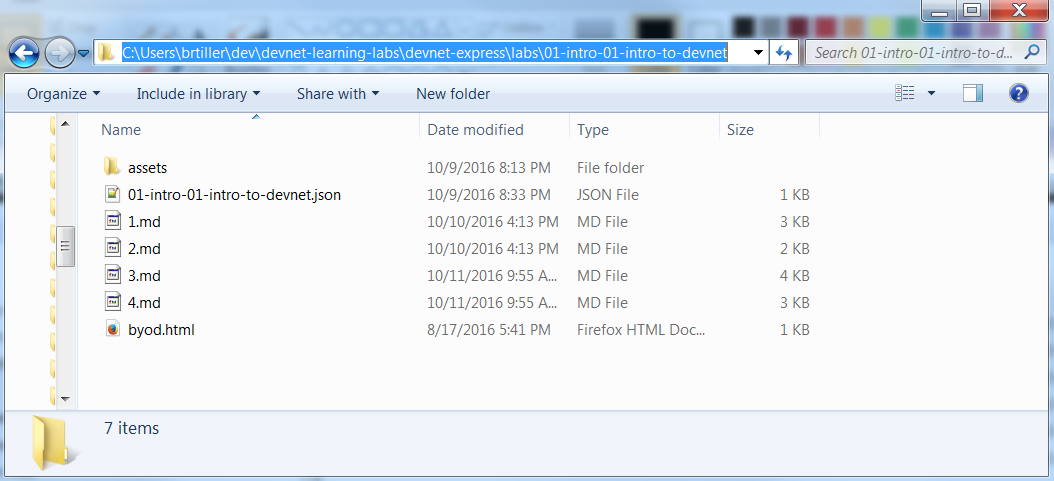 C:\Users\brtiller\dev\devnet-learning-labs\devnet-express\labs\01-intro-01-intro-to-devnet Search 01-intro-01-intro-to-d...
Organize Include in library Share with New folder
Name Date modified Type Size
assets 10/9/2016 8:13 PM File folder
01-intro-01-intro-to-devnet.json 10/9/2016 8:33 PM JSON File 1 KB
1.md 10/10/2016 4:13 PM MD File 3 KB
2.md 10/10/2016 4:13 PM MD File 2 KB
3.md 10/11/2016 9:55 A... MD File 4 KB
4.md 10/11/2016 9:55 A... MD File 3 KB
byod.html 8/17/2016 5:41 PM Firefox HTML Doc... 1 KB
7 items